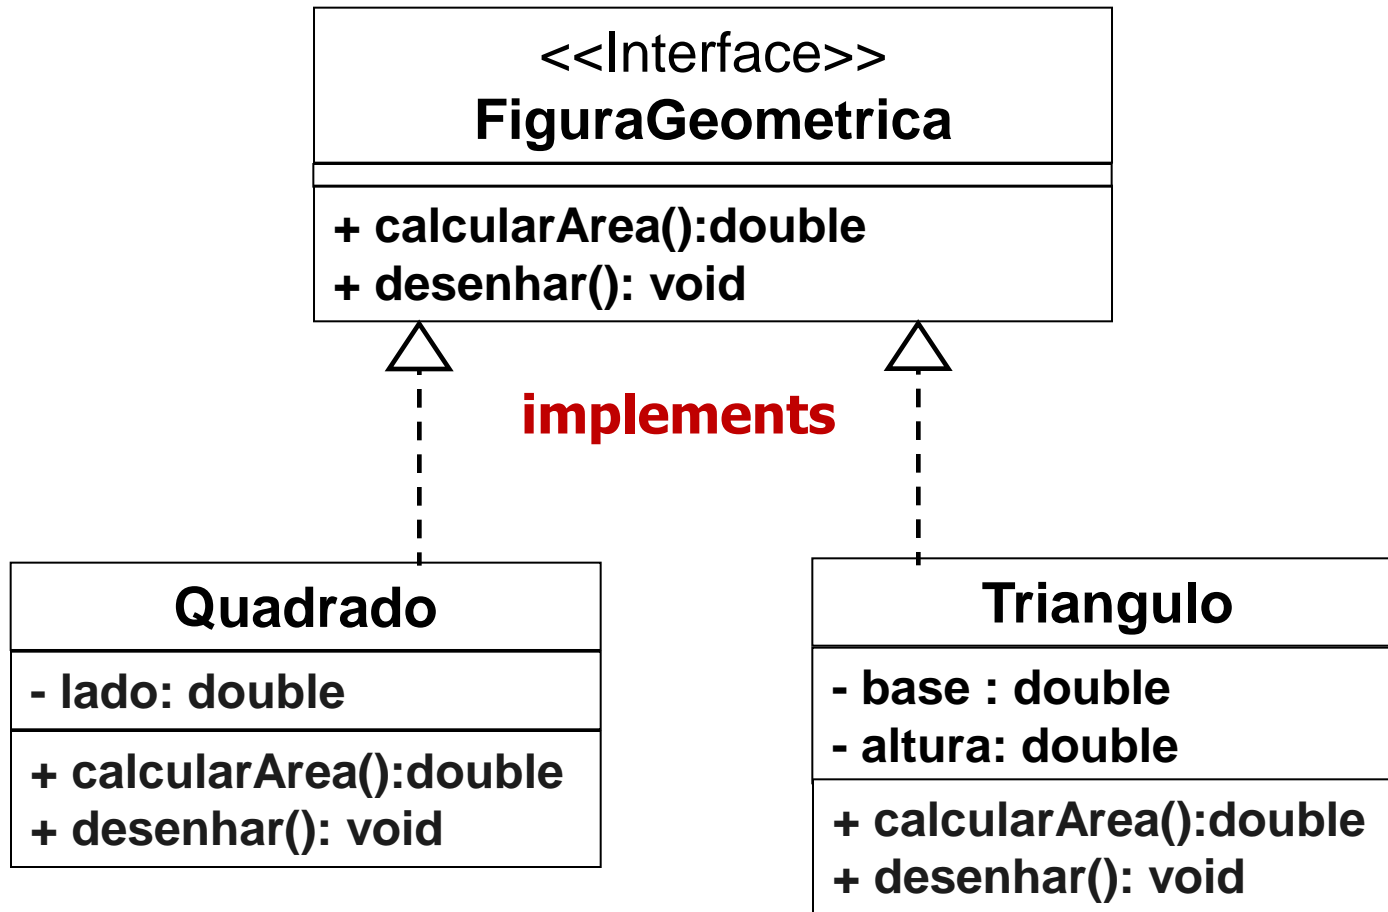 <<Interface>>
FiguraGeometrica
+ calcularArea():double
+ desenhar(): void
implements
Quadrado
- lado: double
+ calcularArea():double
+ desenhar(): void
Triangulo
- base : double
- altura: double
+ calcularArea():double
+ desenhar(): void